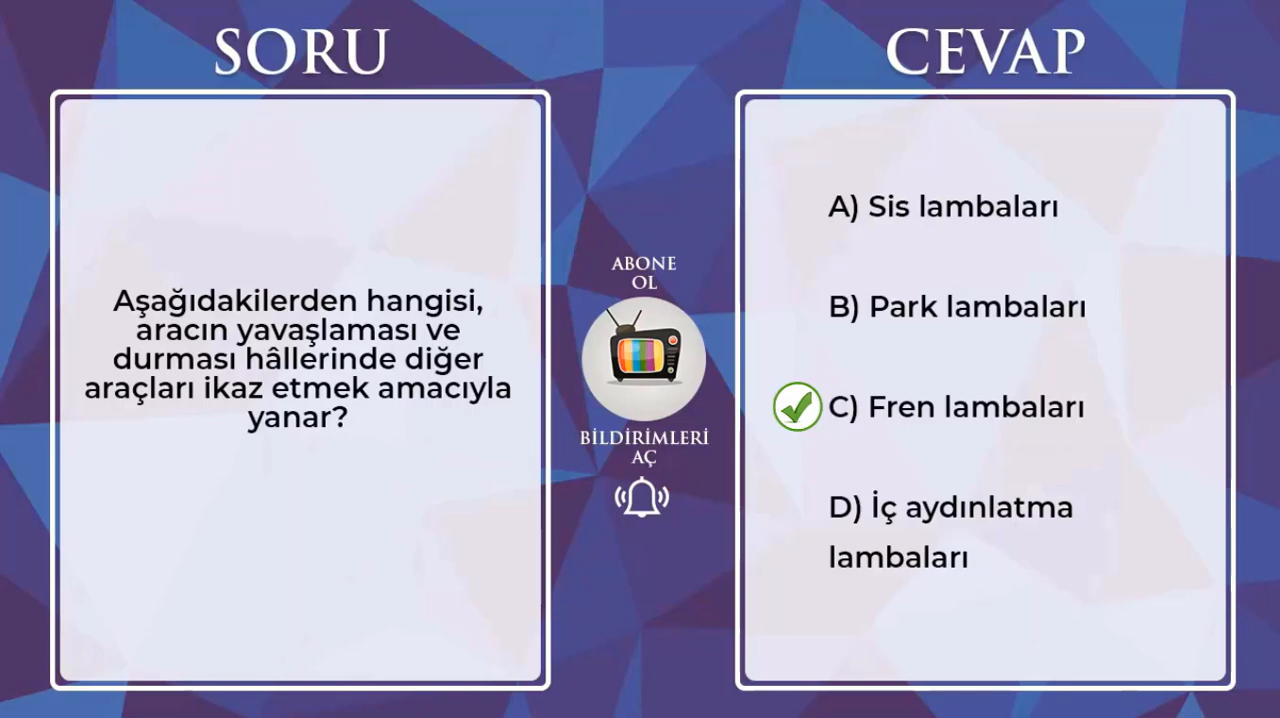 SORU
Aşağıdakilerden hangisi,
aracın yavaşlaması ve
durması hâllerinde diğer
araçları ikaz etmek amacıyla
yanar?
ABONE
OL
BİLDİRİMLERİ
AÇ
CEVAP
A) Sis lambaları
B) Park lambaları
C) Fren lambaları
D) İç aydınlatma
lambaları